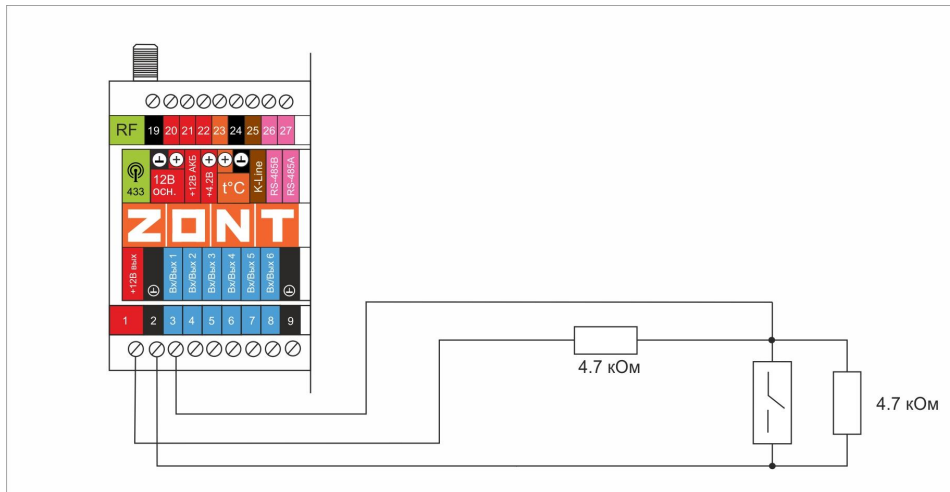 RF 19 20 21 22 23 24 25 26 27
433
12В
осн.
+12В АКБ
+4.2В
t°C
K-Line
RS-485B
RS-485A
ZONT
+12В вых
Вх/Вых 1
Вх/Вых 2
Вх/Вых 3
Вх/Вых 4
Вх/Вых 5
Вх/Вых 6
1 2 3 4 5 6 7 8 9
4.7 кОм
4.7 кОм